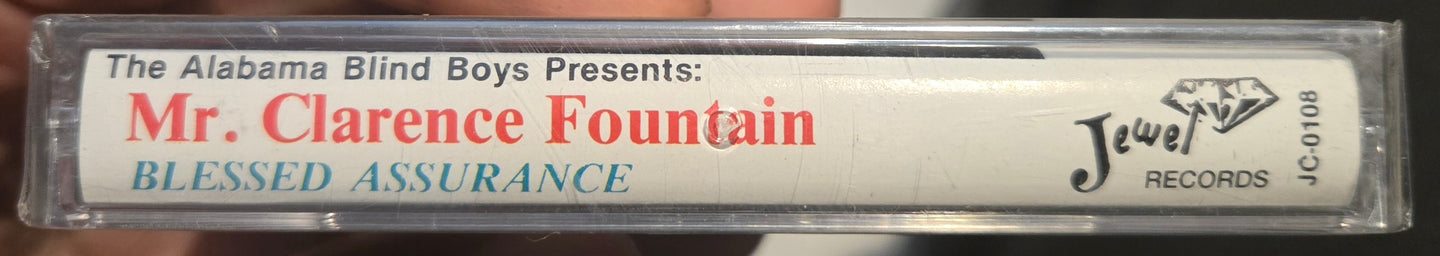 The Alabama Blind Boys Presents:
Mr. Clarence Fountain
BLESSED ASSURANCE
Jewel
RECORDS
JC-0108